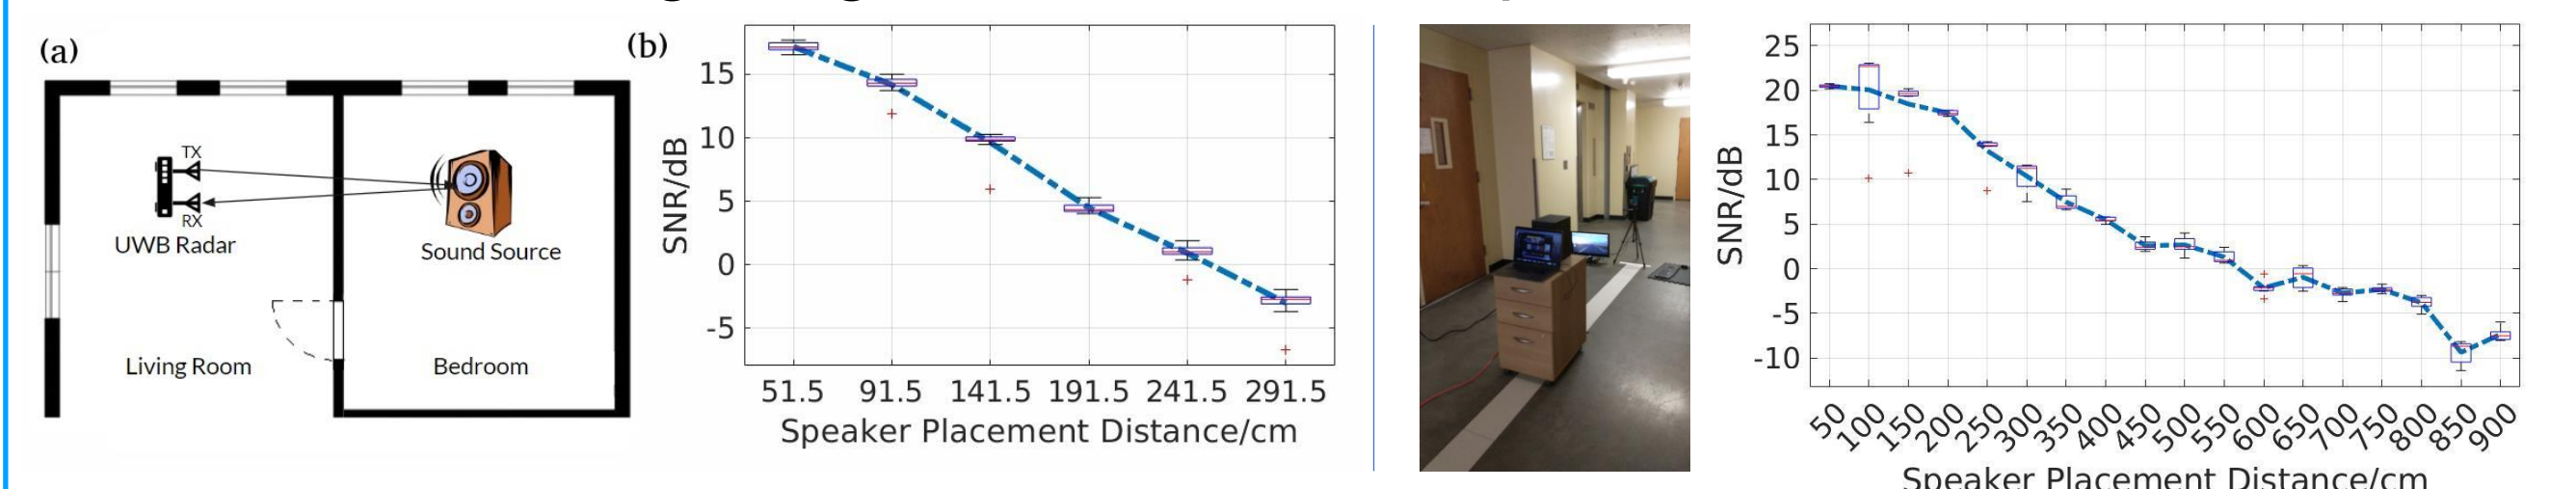 (a)
TX
RX
UWB Radar
Sound Source
Living Room
Bedroom
(b)
SNR/dB
15
10
5
0
-5
51.5 91.5 141.5 191.5 241.5 291.5
Speaker Placement Distance/cm
SNR/dB
25
20
15
10
5
0
-5
-10
50 100 150 200 250 300 350 400 450 500 550 600 650 700 750 800 850 900
Speaker Placement Distance/cm